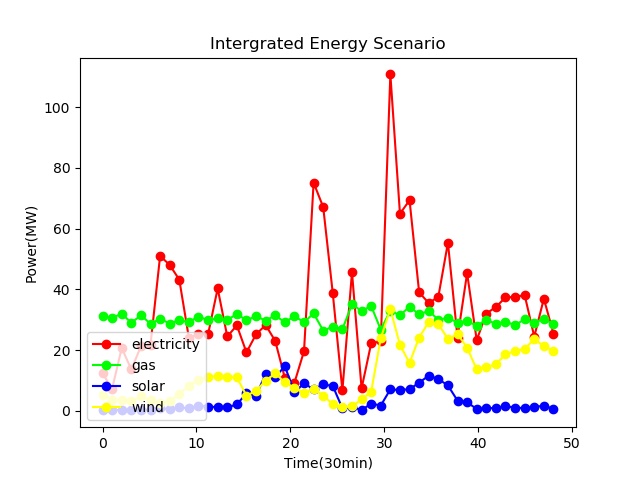 Intergrated Energy Scenario
Power(MW)
100
80
60
40
20
0
electricity
gas
solar
wind
0 10 20 30 40 50
Time(30min)